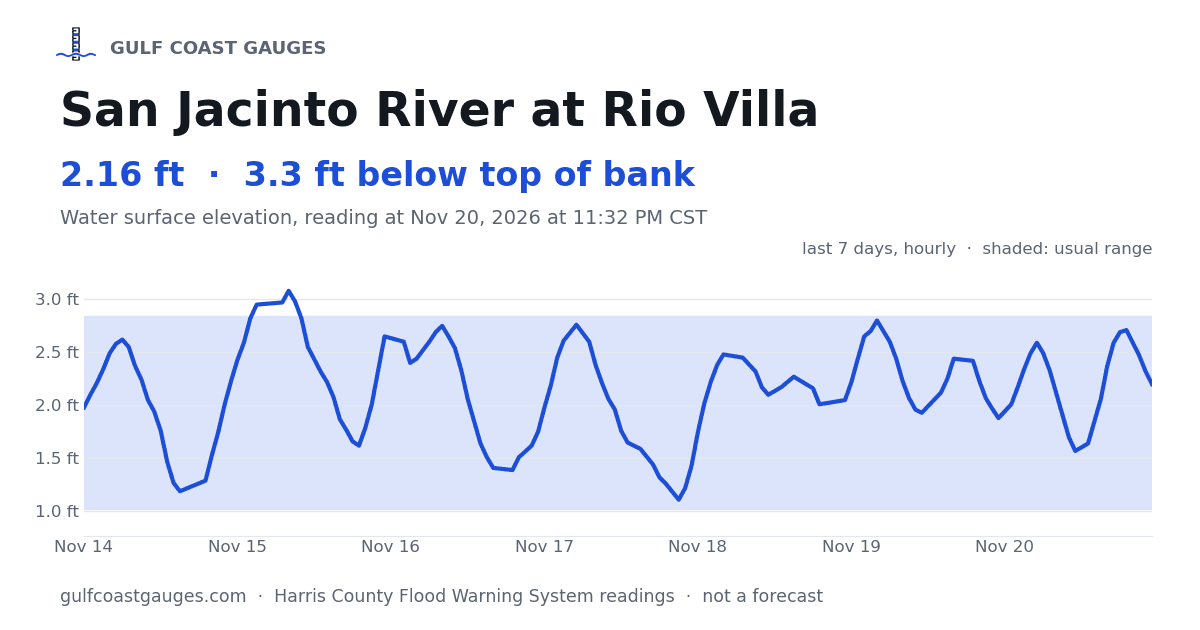 GULF COAST GAUGES
San Jacinto River at Rio Villa
2.16 ft · 3.3 ft below top of bank
Water surface elevation, reading at Nov 20, 2026 at 11:32 PM CST
last 7 days, hourly · shaded: usual range
3.0 ft
2.5 ft
2.0 ft
1.5 ft
1.0 ft
Nov 14 Nov 15 Nov 16 Nov 17 Nov 18 Nov 19 Nov 20
gulfcoastgauges.com · Harris County Flood Warning System readings · not a forecast